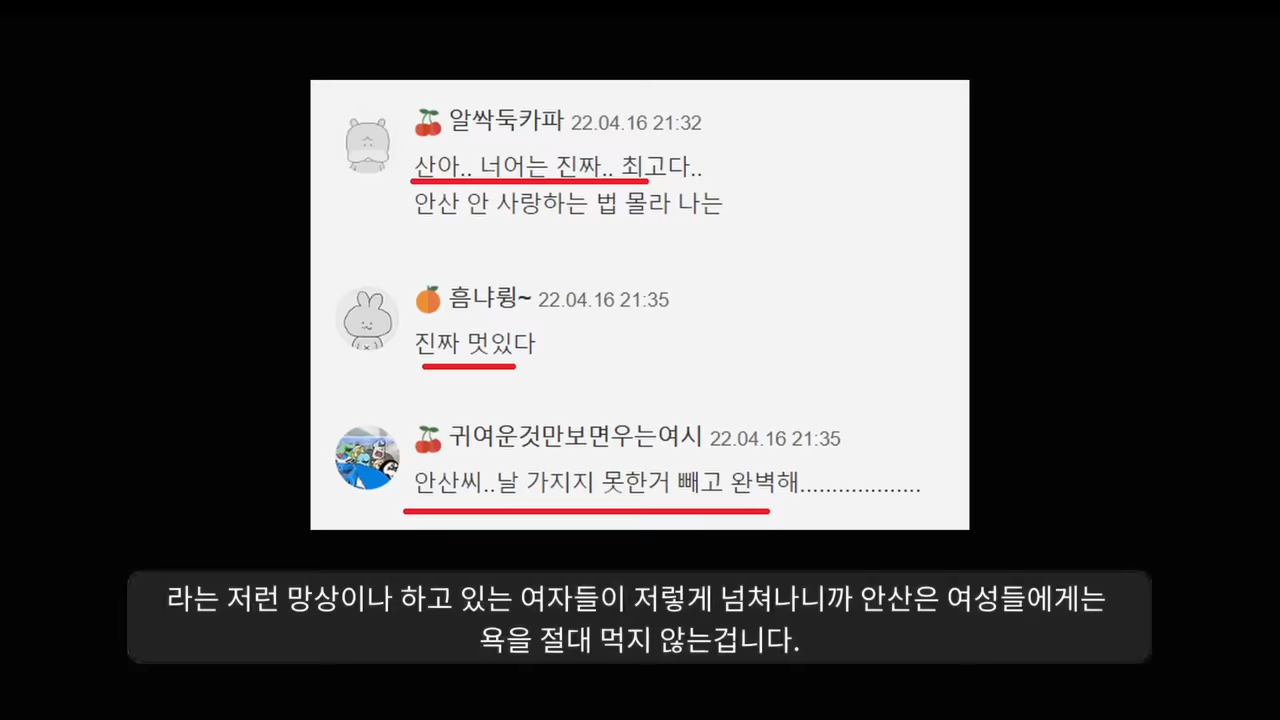 알싹둑카파 22.04.16 21:32
산아.. 너어는 진짜.. 최고다..
안산 안 사랑하는 법 몰라 나는
흠냐륑~ 22.04.16 21:35
진짜 멋있다
귀여운것만보면우는여시 22.04.16 21:35
안산씨..날 가지지 못한거 빼고 완벽해...................
라는 저런 망상이나 하고 있는 여자들이 저렇게 넘쳐나니까 안산은 여성들에게는
욕을 절대 먹지 않는겁니다.